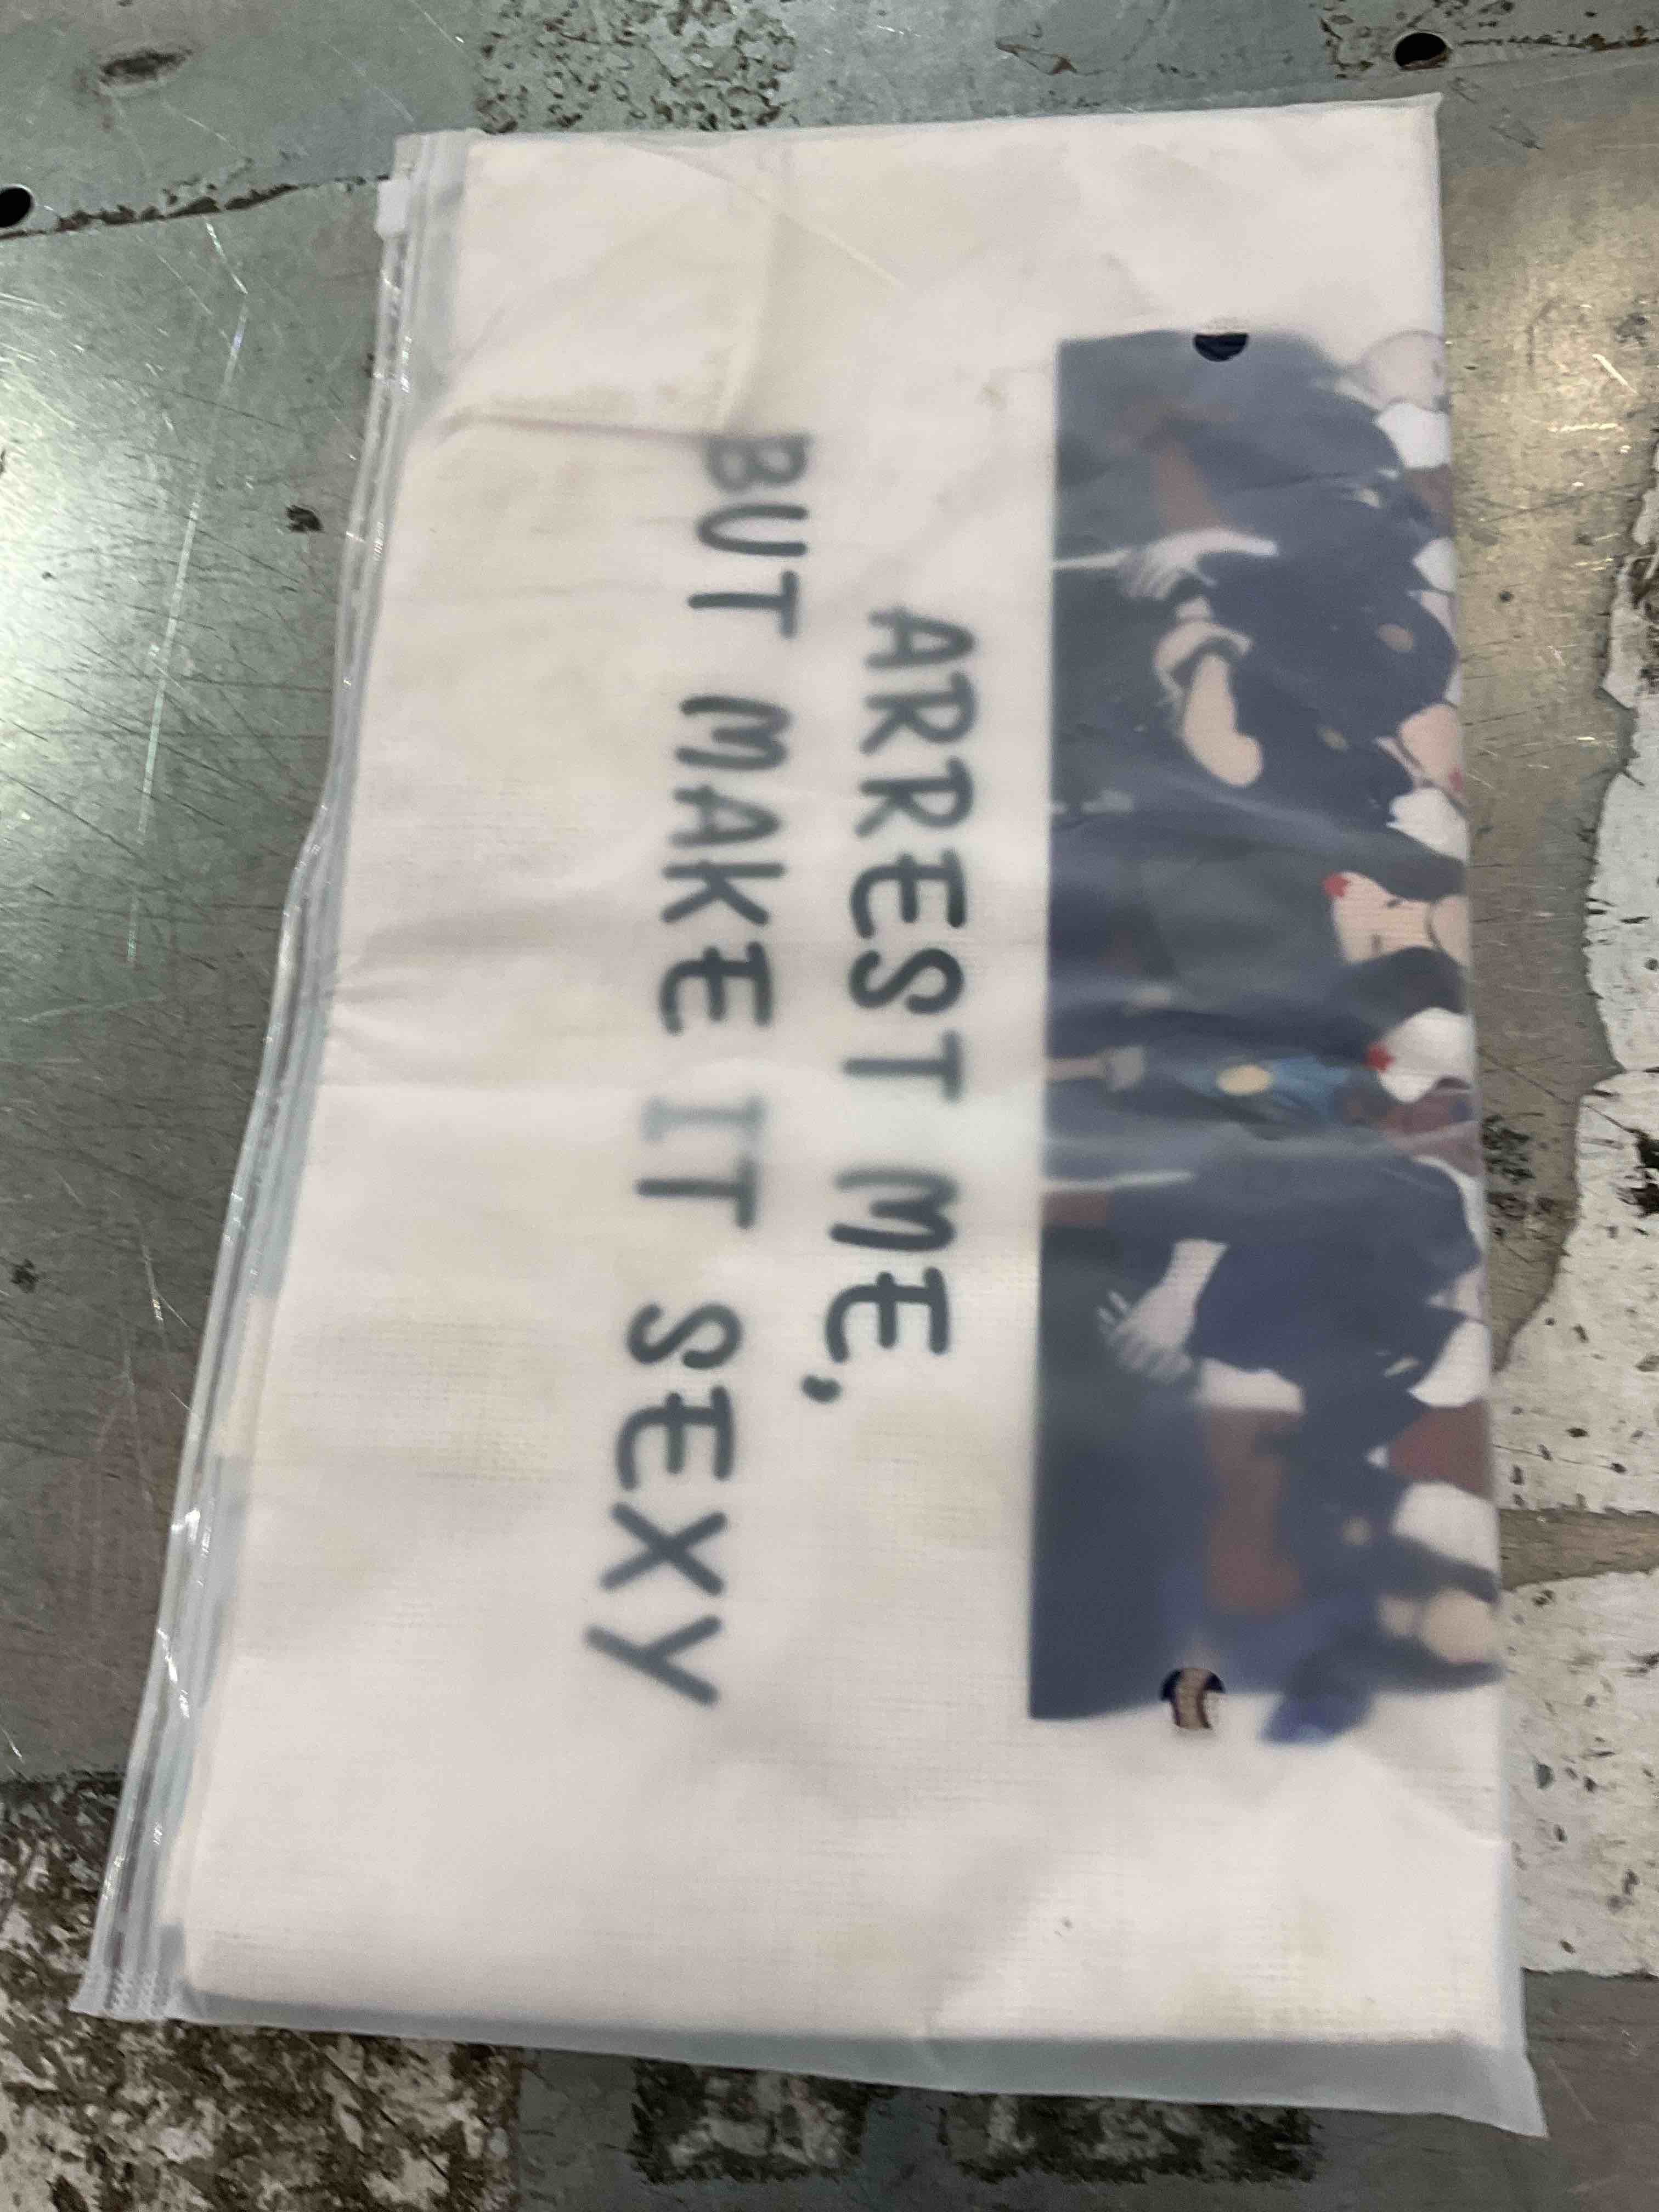 ARREST ME,
BUT MAKE IT SEXY